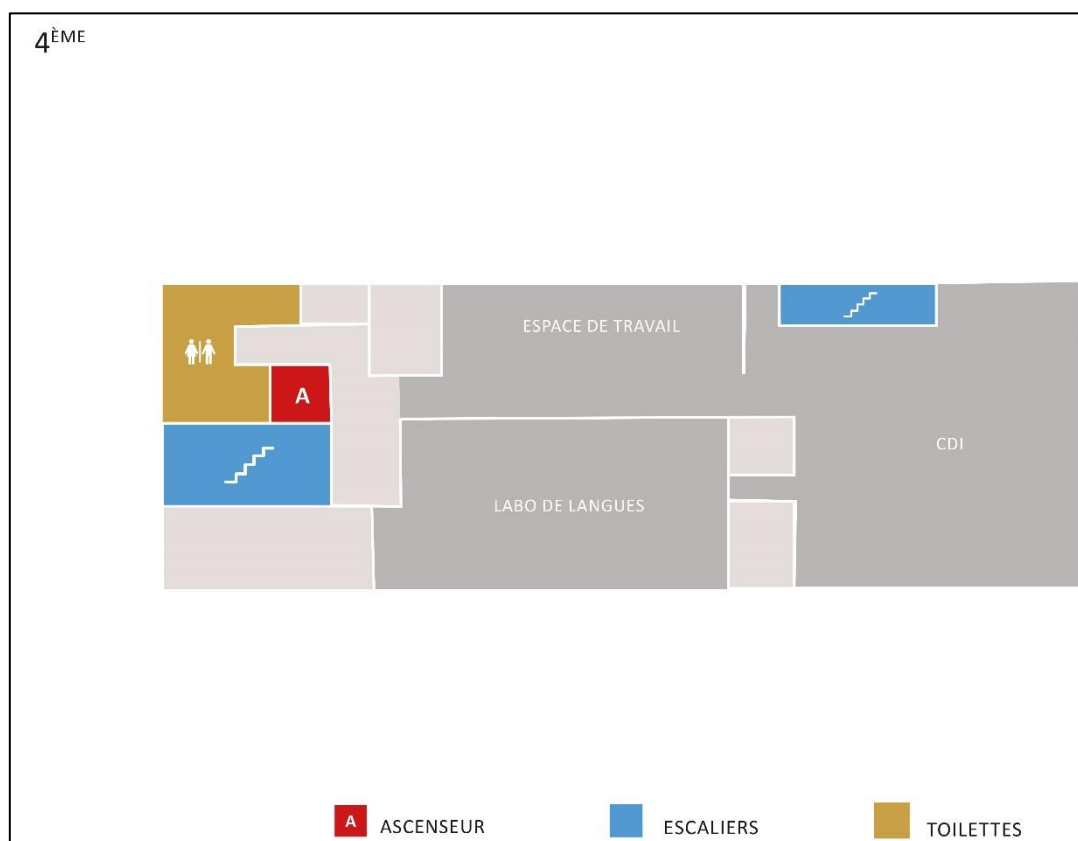 4ÈME
ESPACE DE TRAVAIL
A
CDI
LABO DE LANGUES
A ASCENSEUR
ESCALIERS
TOILETTES